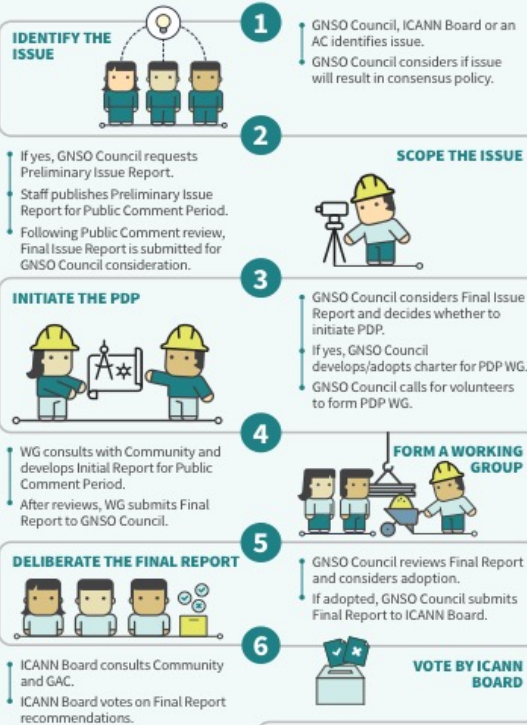 1
IDENTIFY THE
ISSUE
GNSO Council, ICANN Board or an
AC identifies issue.
GNSO Council considers if issue
will result in consensus policy.
2
SCOPE THE ISSUE
If yes, GNSO Council requests
Preliminary Issue Report.
Staff publishes Preliminary Issue
Report for Public Comment Period.
Following Public Comment review,
Final Issue Report is submitted for
GNSO Council consideration.
3
INITIATE THE PDP
GNSO Council considers Final Issue
Report and decides whether to
initiate PDP.
If yes, GNSO Council
develops/adopts charter for PDP WG.
GNSO Council calls for volunteers
to form PDP WG.
4
FORM A WORKING
GROUP
WG consults with Community and
develops Initial Report for Public
Comment Period.
After reviews, WG submits Final
Report to GNSO Council.
5
DELIBERATE THE FINAL REPORT
GNSO Council reviews Final Report
and considers adoption.
If adopted, GNSO Council submits
Final Report to ICANN Board.
6
VOTE BY ICANN
BOARD
ICANN Board consults Community
and GAC.
ICANN Board votes on Final Report
recommendations.